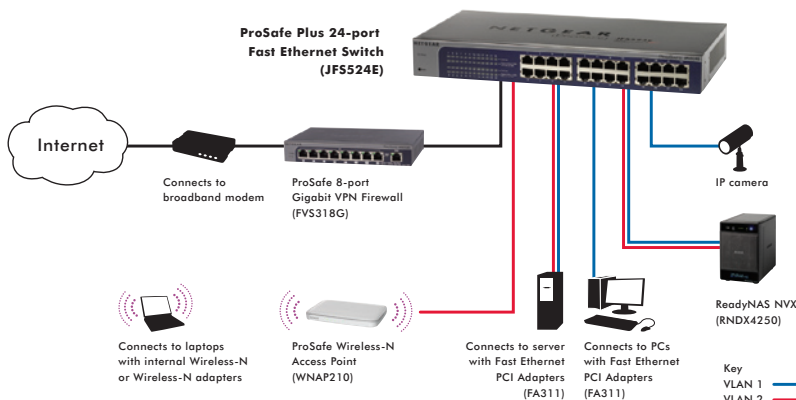 ProSafe Plus 24-port
Fast Ethernet Switch
(JFS524E)
NETGEAR
NETGEAR
Internet
Connects to
broadband modem
ProSafe 8-port
Gigabit VPN Firewall
(FVS318G)
IP camera
ReadyNAS NVX
(RNDX4250)
Connects to laptops
with internal Wireless-N
or Wireless-N adapters
ProSafe Wireless-N
Access Point
(WNAP210)
Connects to server
with Fast Ethernet
PCI Adapters
(FA311)
Connects to PCs
with Fast Ethernet
PCI Adapters
(FA311)
Key
VLAN 1
VLAN 2